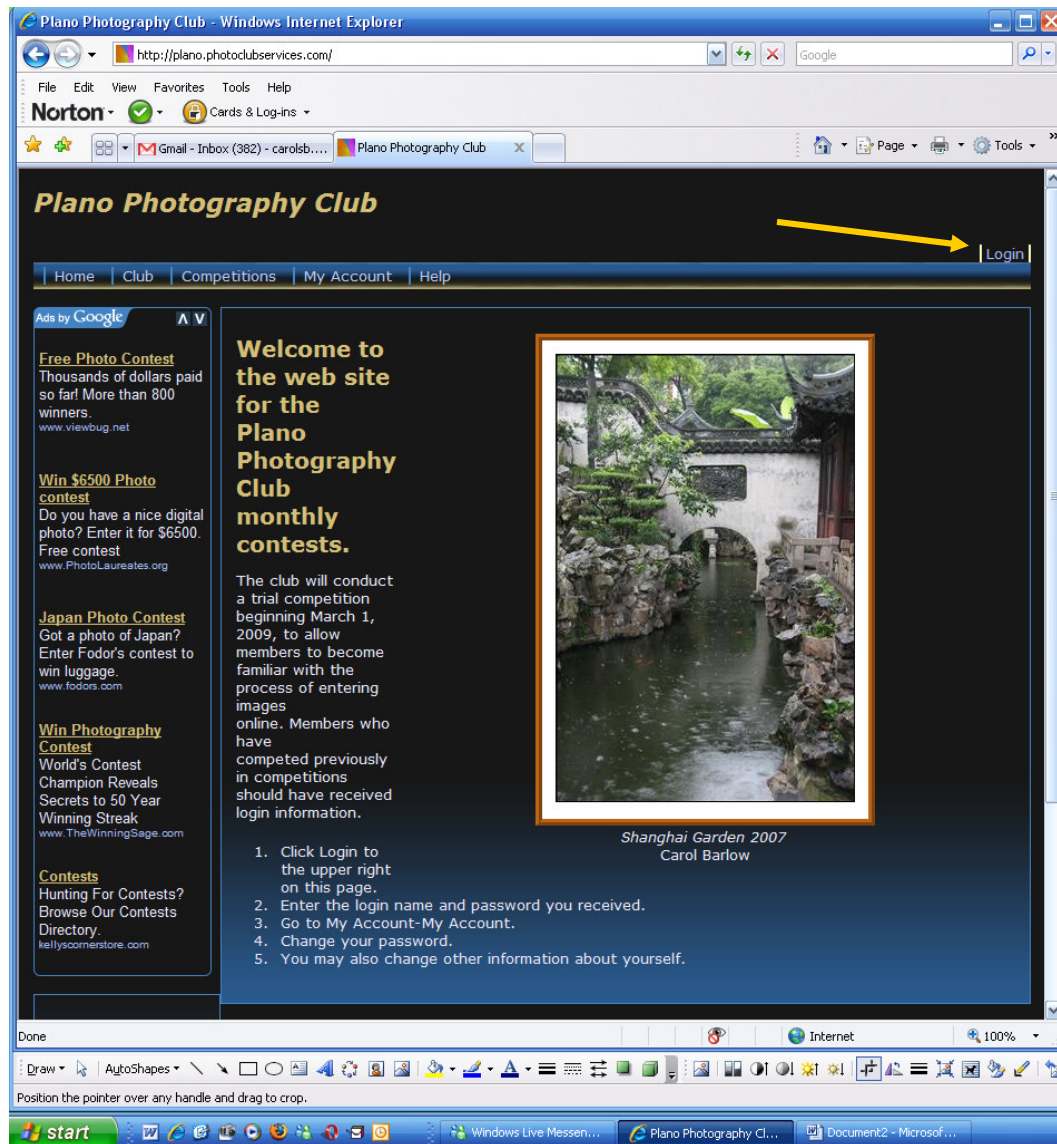 Plano Photography Club - Windows Internet Explorer
http://plano.photoclubservices.com/
Google
File Edit View Favorites Tools Help
Norton Cards & Log-ins
Gmail - Inbox (382) - carolsb.... Plano Photography Club X Page Tools »
Plano Photography Club
Login
Home Club Competitions My Account Help
Ads by Google
Free Photo Contest
Thousands of dollars paid
so far! More than 800
winners.
www.viewbug.net
Win $6500 Photo
contest
Do you have a nice digital
photo? Enter it for $6500.
Free contest
www.PhotoLaureates.org
Japan Photo Contest
Got a photo of Japan?
Enter Fodor's contest to
win luggage.
www.fodors.com
Win Photography
Contest
World's Contest
Champion Reveals
Secrets to 50 Year
Winning Streak
www.TheWinningSage.com
Contests
Hunting For Contests?
Browse Our Contests
Directory.
kellyscornerstore.com
Welcome to
the web site
for the
Plano
Photography
Club
monthly
contests.
The club will conduct
a trial competition
beginning March 1,
2009, to allow
members to become
familiar with the
process of entering
images
online. Members who
have
competed previously
in competitions
should have received
login information.
1. Click Login to
the upper right
on this page.
2. Enter the login name and password you received.
3. Go to My Account-My Account.
4. Change your password.
5. You may also change other information about yourself.
Shanghai Garden 2007
Carol Barlow
Done Internet 100%
Draw AutoShapes
Position the pointer over any handle and drag to crop.
start Windows Live Messen... Plano Photography Cl... Document2 - Microsof...